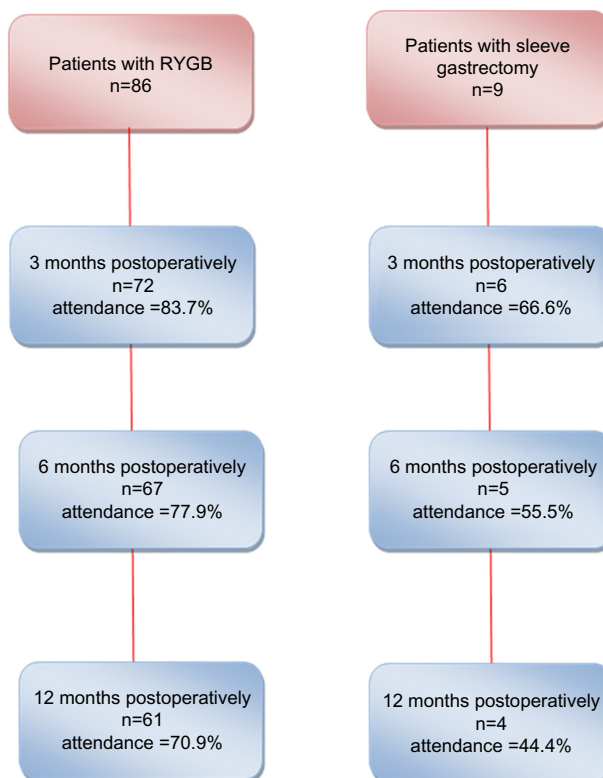 Patients with RYGB
n=86
Patients with sleeve
gastrectomy
n=9
3 months postoperatively
n=72
attendance =83.7%
3 months postoperatively
n=6
attendance =66.6%
6 months postoperatively
n=67
attendance =77.9%
6 months postoperatively
n=5
attendance =55.5%
12 months postoperatively
n=61
attendance =70.9%
12 months postoperatively
n=4
attendance =44.4%